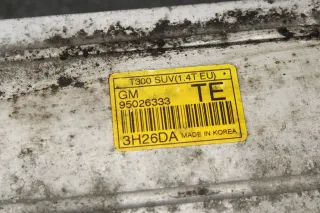 T300 SUV(1.4T EU)
GM TE
95026333
3H26DA MADE IN KOREA